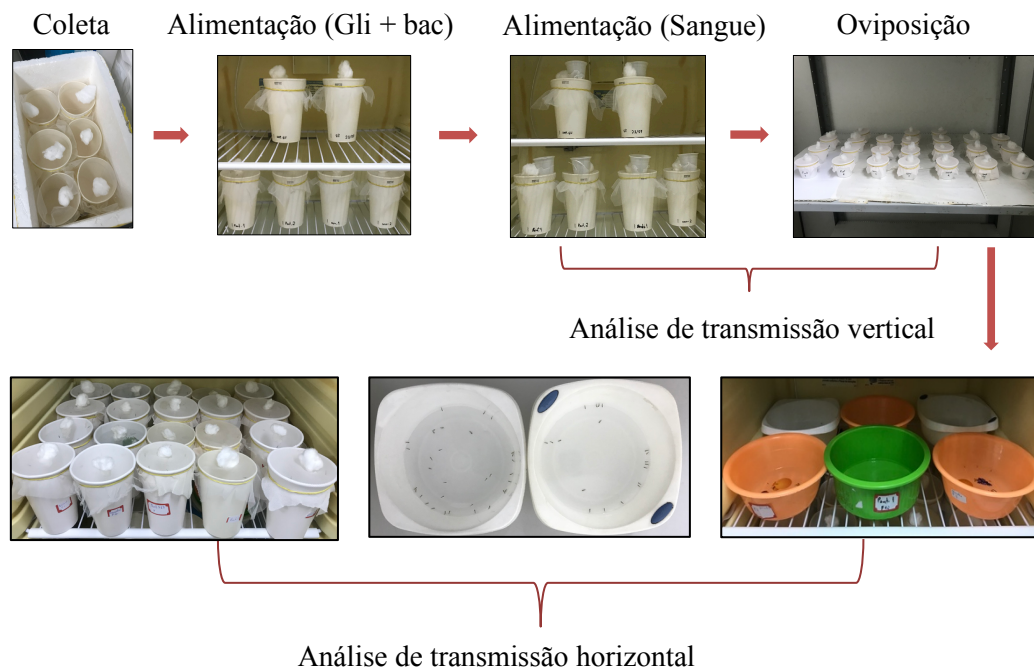 Coleta
Alimentação (Gli + bac)
Alimentação (Sangue)
Oviposição
Análise de transmissão vertical
Análise de transmissão horizontal